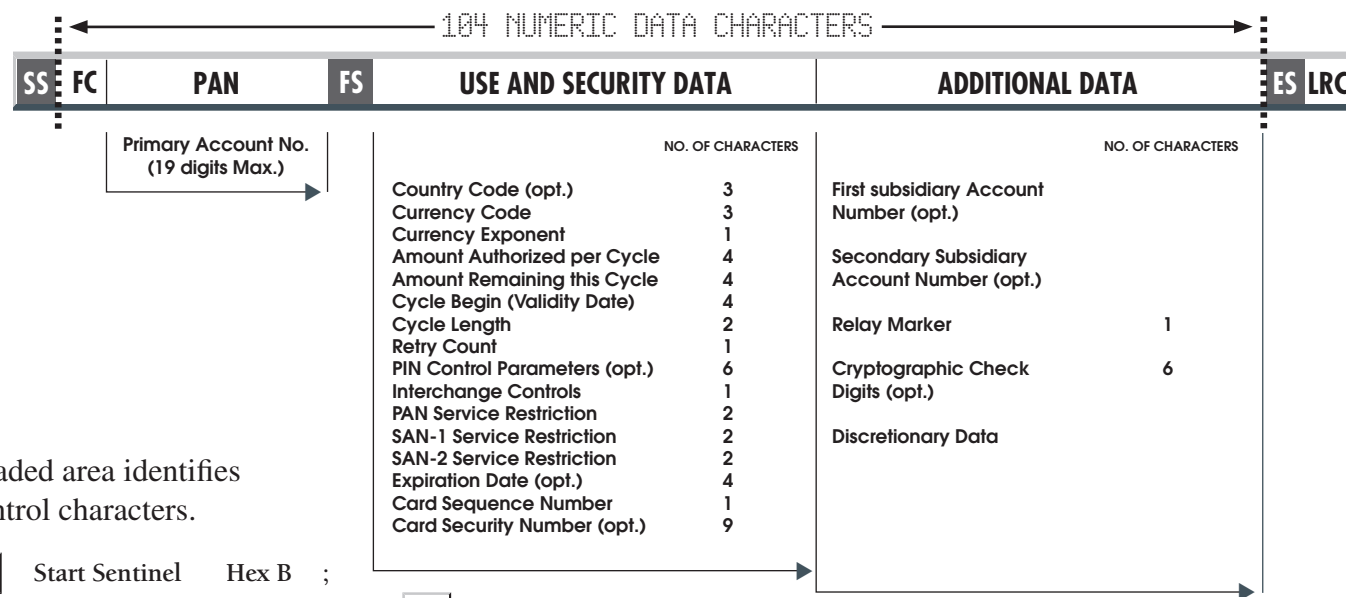 104 NUMERIC DATA CHARACTERS
SS FC PAN FS USE AND SECURITY DATA ADDITIONAL DATA ES LRC
Primary Account No.
(19 digits Max.)
NO. OF CHARACTERS
Country Code (opt.) 3
Currency Code 3
Currency Exponent 1
Amount Authorized per Cycle 4
Amount Remaining this Cycle 4
Cycle Begin (Validity Date) 4
Cycle Length 2
Retry Count 1
PIN Control Parameters (opt.) 6
Interchange Controls 1
PAN Service Restriction 2
SAN-1 Service Restriction 2
SAN-2 Service Restriction 2
Expiration Date (opt.) 4
Card Sequence Number 1
Card Security Number (opt.) 9
NO. OF CHARACTERS
First subsidiary Account
Number (opt.)
Secondary Subsidiary
Account Number (opt.)
Relay Marker 1
Cryptographic Check 6
Digits (opt.)
Discretionary Data
area identifies
characters.
Start Sentinel Hex B ;